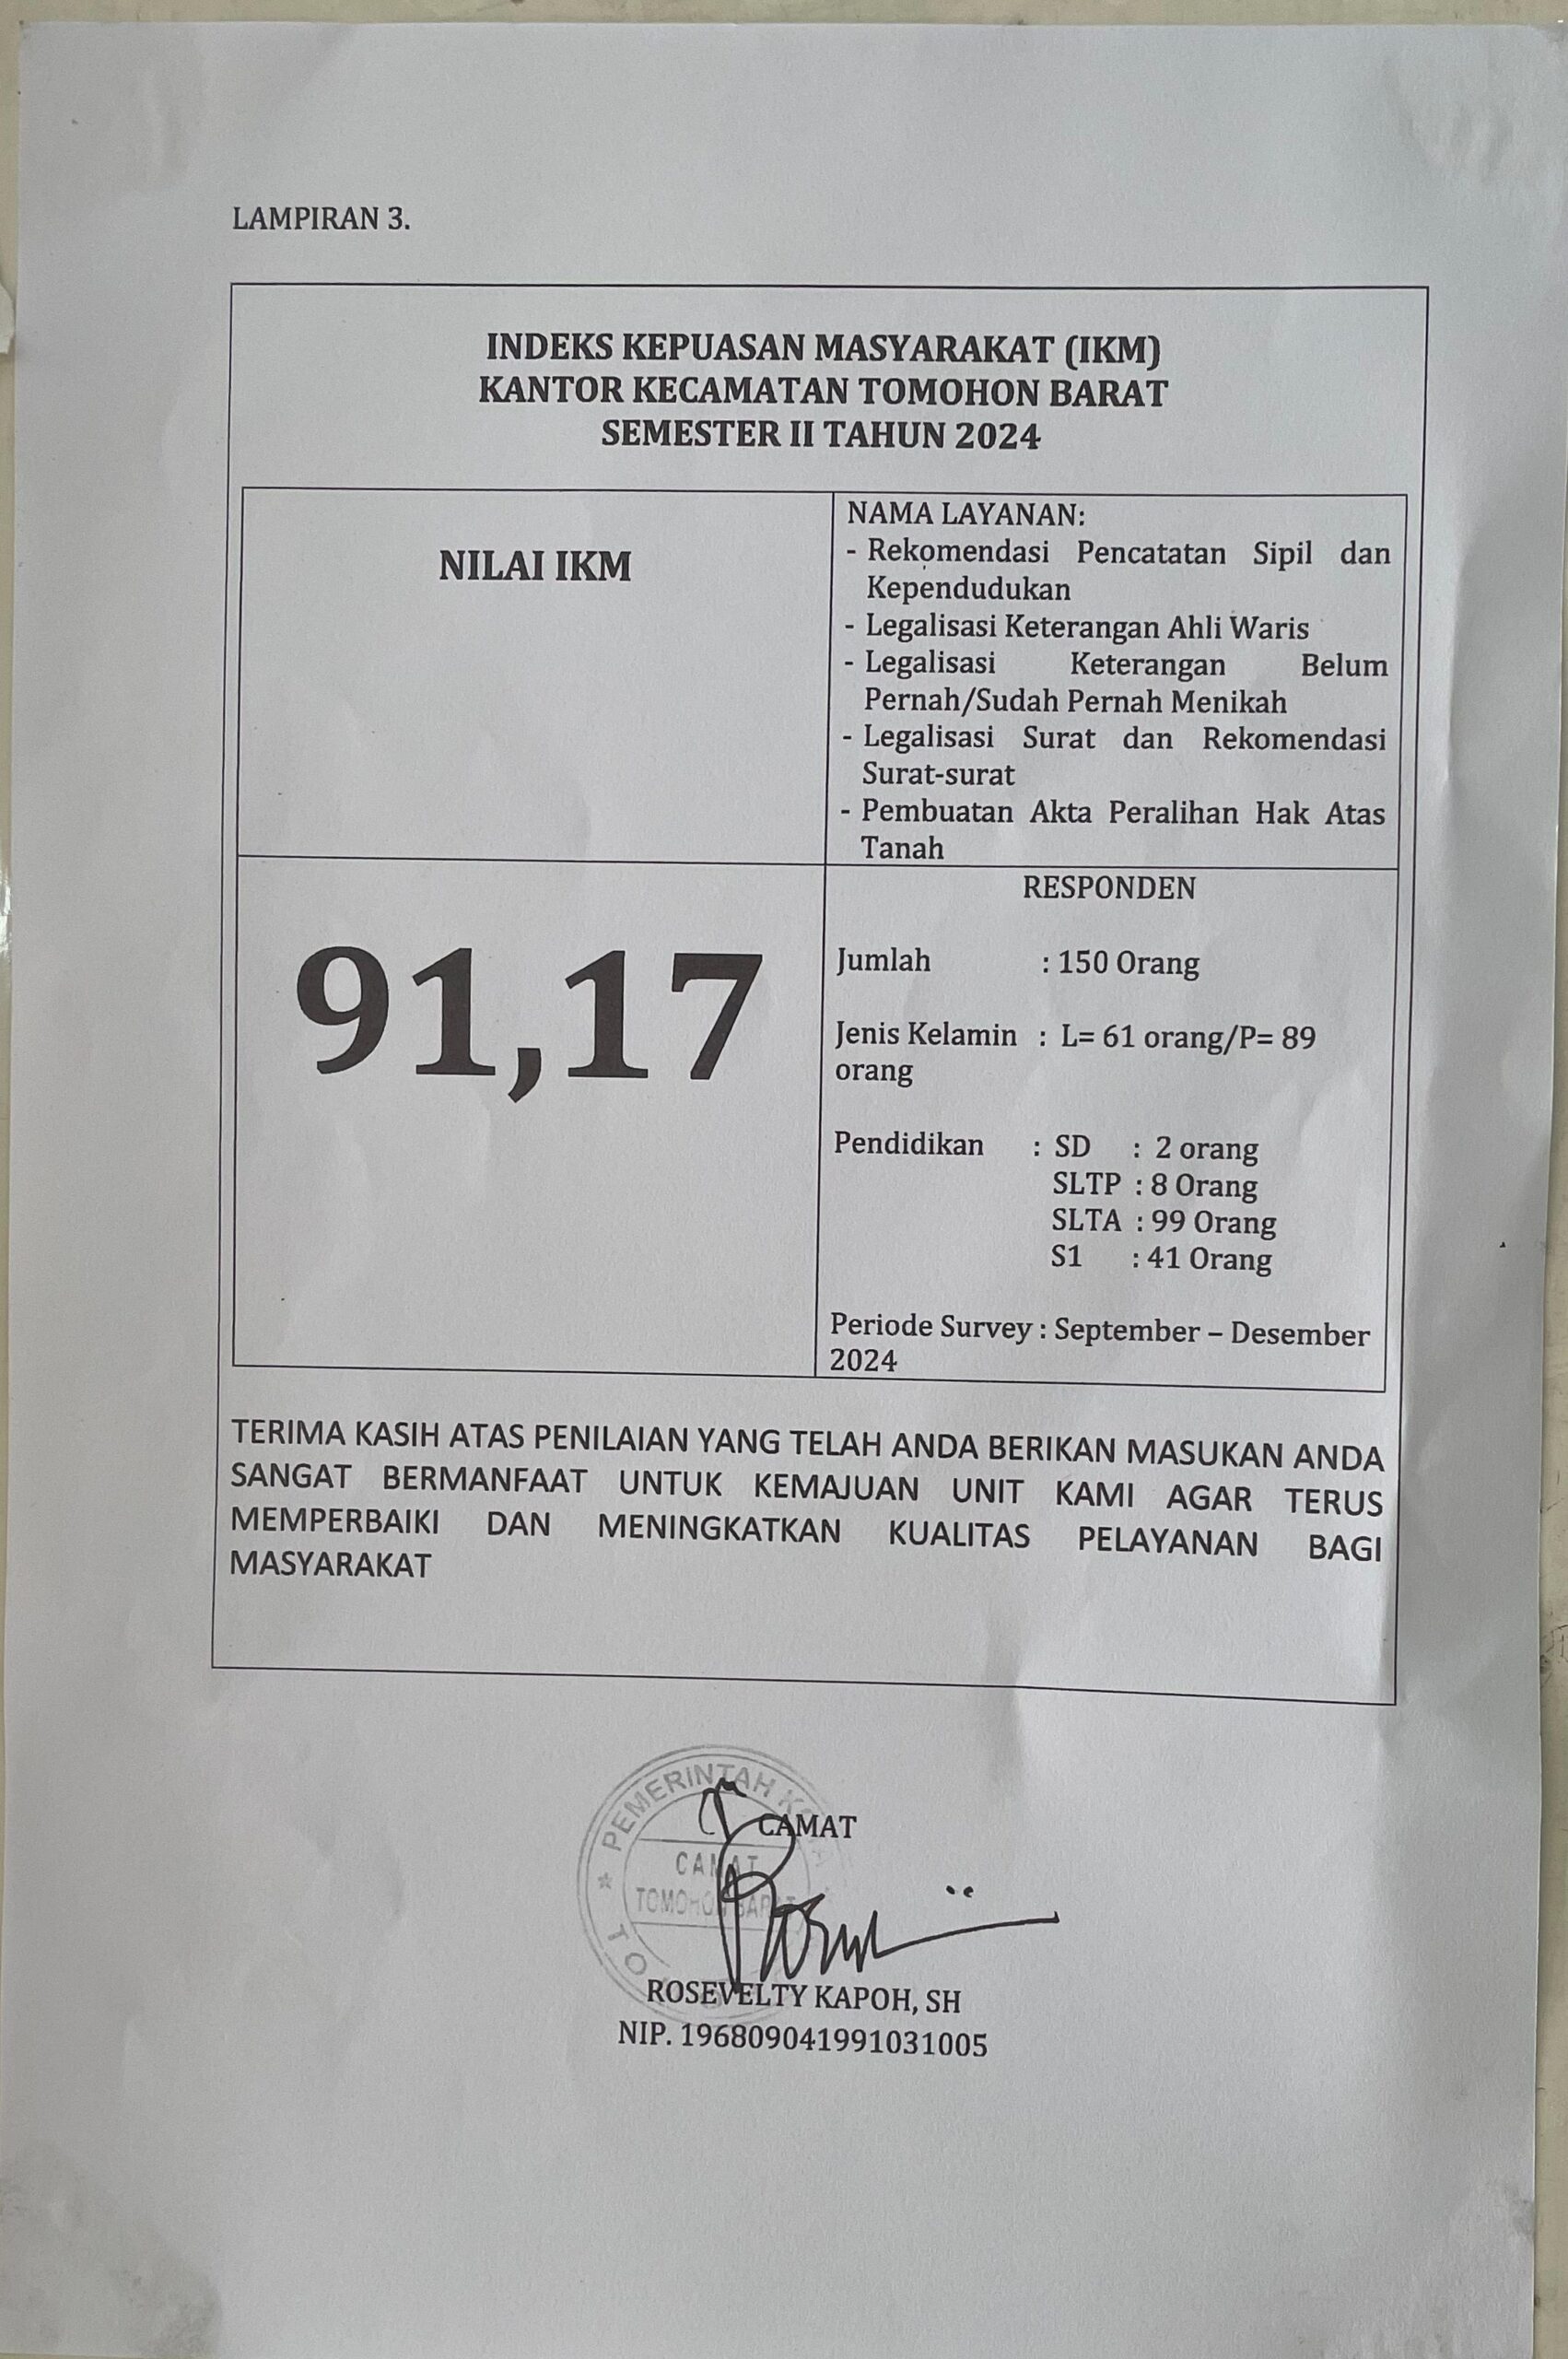 LAMPIRAN 3.
INDEKS KEPUASAN MASYARAKAT (IKM)
KANTOR KECAMATAN TOMOHON BARAT
SEMESTER II TAHUN 2024
NILAI IKM
NAMA LAYANAN:
- Rekomendasi Pencatatan Sipil dan
Kependudukan
- Legalisasi Keterangan Ahli Waris
- Legalisasi Keterangan Belum
Pernah/Sudah Pernah Menikah
- Legalisasi Surat dan Rekomendasi
Surat-surat
- Pembuatan Akta Peralihan Hak Atas
Tanah
91,17
RESPONDEN
Jumlah : 150 Orang
Jenis Kelamin : L= 61 orang/P= 89
orang
Pendidikan : SD : 2 orang
SLTP : 8 Orang
SLTA : 99 Orang
S1 : 41 Orang
Periode Survey : September – Desember
2024
TERIMA KASIH ATAS PENILAIAN YANG TELAH ANDA BERIKAN MASUKAN ANDA
SANGAT BERMANFAAT UNTUK KEMAJUAN UNIT KAMI AGAR TERUS
MEMPERBAIKI DAN MENINGKATKAN KUALITAS PELAYANAN BAGI
MASYARAKAT
PEMERINTAH
CAMAT
CAMAT
TOMOHON BARAT
ROSEVELTY KAPOH, SH
NIP. 196809041991031005